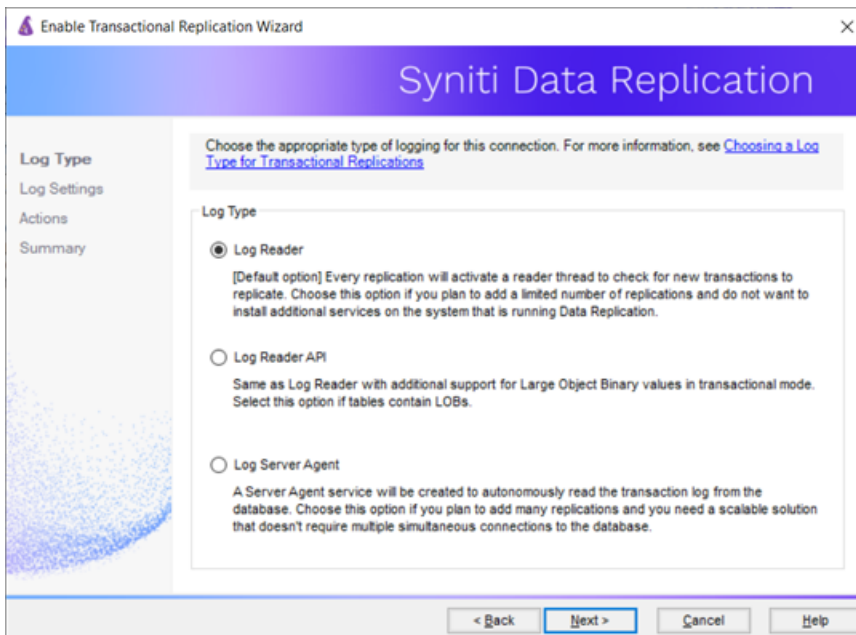 Enable Transactional Replication Wizard
Syniti Data Replication
Log Type
Log Settings
Actions
Summary
Choose the appropriate type of logging for this connection. For more information, see Choosing a Log
Type for Transactional Replications
Log Type
Log Reader
[Default option] Every replication will activate a reader thread to check for new transactions to
replicate. Choose this option if you plan to add a limited number of replications and do not want to
install additional services on the system that is running Data Replication.
Log Reader API
Same as Log Reader with additional support for Large Object Binary values in transactional mode.
Select this option if tables contain LOBs.
Log Server Agent
A Server Agent service will be created to autonomously read the transaction log from the
database. Choose this option if you plan to add many replications and you need a scalable solution
that doesn't require multiple simultaneous connections to the database.
< Back Next > Cancel Help